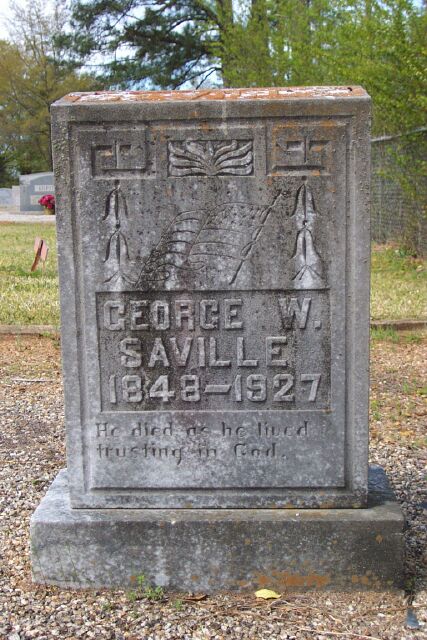 GEORGE W.
SAVILLE
1848–1927
He died as he lived
trusting in God.